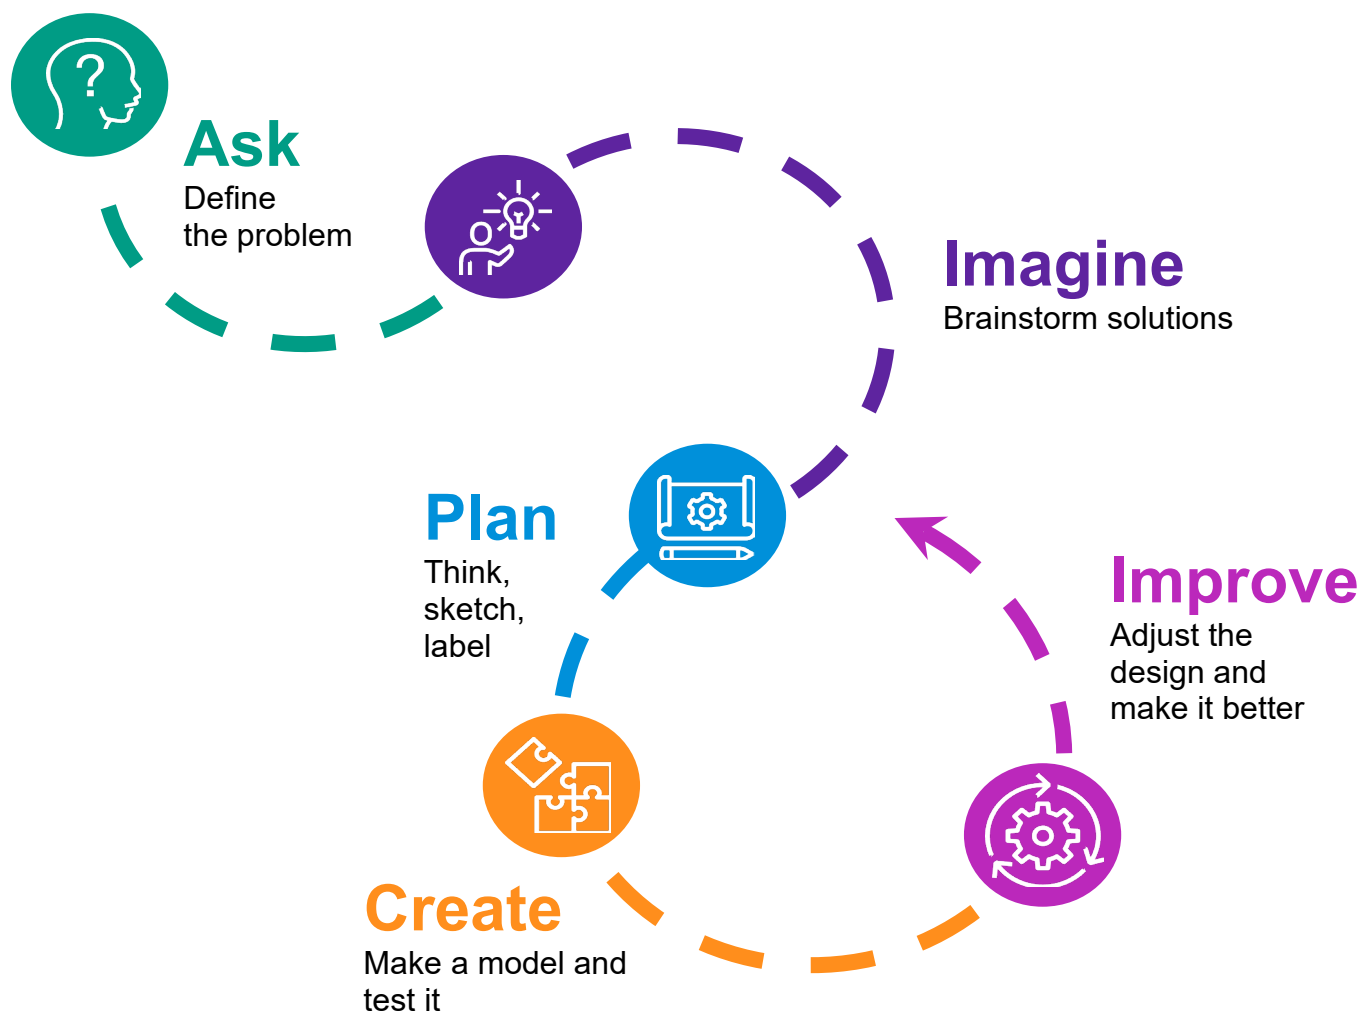 ?
Ask
Define
the problem
Imagine
Brainstorm solutions
Plan
Think,
sketch,
label
Improve
Adjust the
design and
make it better
Create
Make a model and
test it